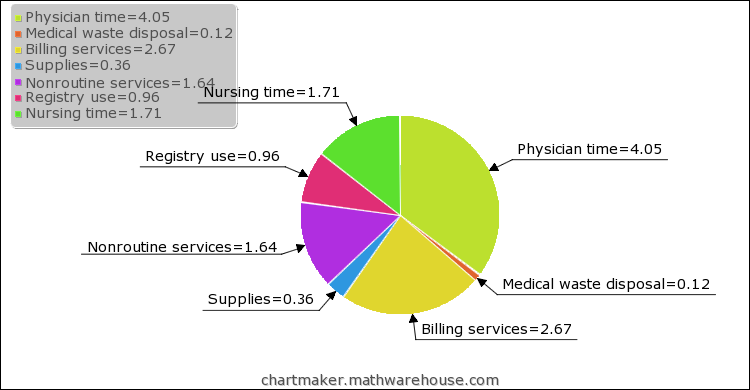 Physician time=4.05
Medical waste disposal=0.12
Billing services=2.67
Supplies=0.36
Nonroutine services=1.64
Registry use=0.96
Nursing time=1.71
Nursing time=1.71
Physician time=4.05
Registry use=0.96
Nonroutine services=1.64
Medical waste disposal=0.12
Supplies=0.36
Billing services=2.67
chartmaker.mathwarehouse.com